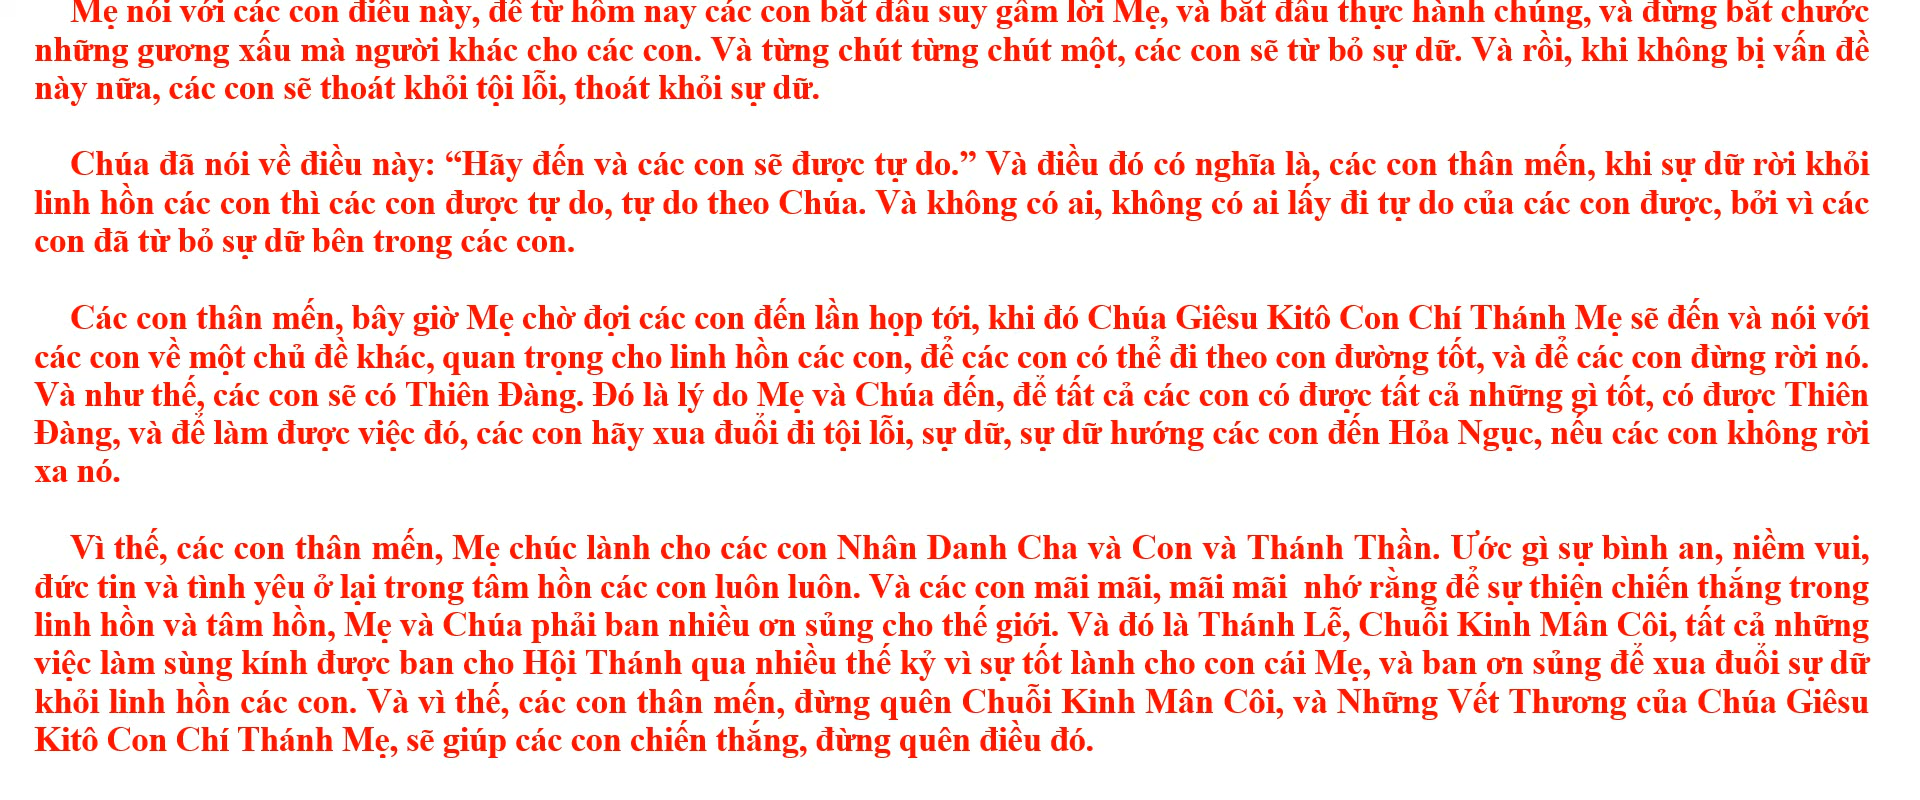 Mẹ nói với các con điều này, để từ hôm nay các con bắt đầu suy gẫm lời Mẹ, và bắt đầu thực hành chúng, và đừng bắt chước
những gương xấu mà người khác cho các con. Và từng chút từng chút một, các con sẽ từ bỏ sự dữ. Và rồi, khi không bị vấn đề
này nữa, các con sẽ thoát khỏi tội lỗi, thoát khỏi sự dữ.
Chúa đã nói về điều này: “Hãy đến và các con sẽ được tự do.” Và điều đó có nghĩa là, các con thân mến, khi sự dữ rời khỏi
linh hồn các con thì các con được tự do, tự do theo Chúa. Và không có ai, không có ai lấy đi tự do của các con được, bởi vì các
con đã từ bỏ sự dữ bên trong các con.
Các con thân mến, bây giờ Mẹ chờ đợi các con đến lần họp tới, khi đó Chúa Giêsu Kitô Con Chí Thánh Mẹ sẽ đến và nói với
các con về một chủ đề khác, quan trọng cho linh hồn các con, để các con có thể đi theo con đường tốt, và để các con đừng rời nó.
Và như thế, các con sẽ có Thiên Đàng. Đó là lý do Mẹ và Chúa đến, để tất cả các con có được tất cả những gì tốt, có được Thiên
Đàng, và để làm được việc đó, các con hãy xua đuổi đi tội lỗi, sự dữ, sự dữ hướng các con đến Hỏa Ngục, nếu các con không rời
xa nó.
Vì thế, các con thân mến, Mẹ chúc lành cho các con Nhân Danh Cha và Con và Thánh Thần. Ước gì sự bình an, niềm vui,
đức tin và tình yêu ở lại trong tâm hồn các con luôn luôn. Và các con mãi mãi, mãi mãi  nhớ rằng để sự thiện chiến thắng trong
linh hồn và tâm hồn, Mẹ và Chúa phải ban nhiều ơn sủng cho thế giới. Và đó là Thánh Lễ, Chuỗi Kinh Mân Côi, tất cả những
việc làm sùng kính được ban cho Hội Thánh qua nhiều thế kỷ vì sự tốt lành cho con cái Mẹ, và ban ơn sủng để xua đuổi sự dữ
khỏi linh hồn các con. Và vì thế, các con thân mến, đừng quên Chuỗi Kinh Mân Côi, và Những Vết Thương của Chúa Giêsu
Kitô Con Chí Thánh Mẹ, sẽ giúp các con chiến thắng, đừng quên điều đó.